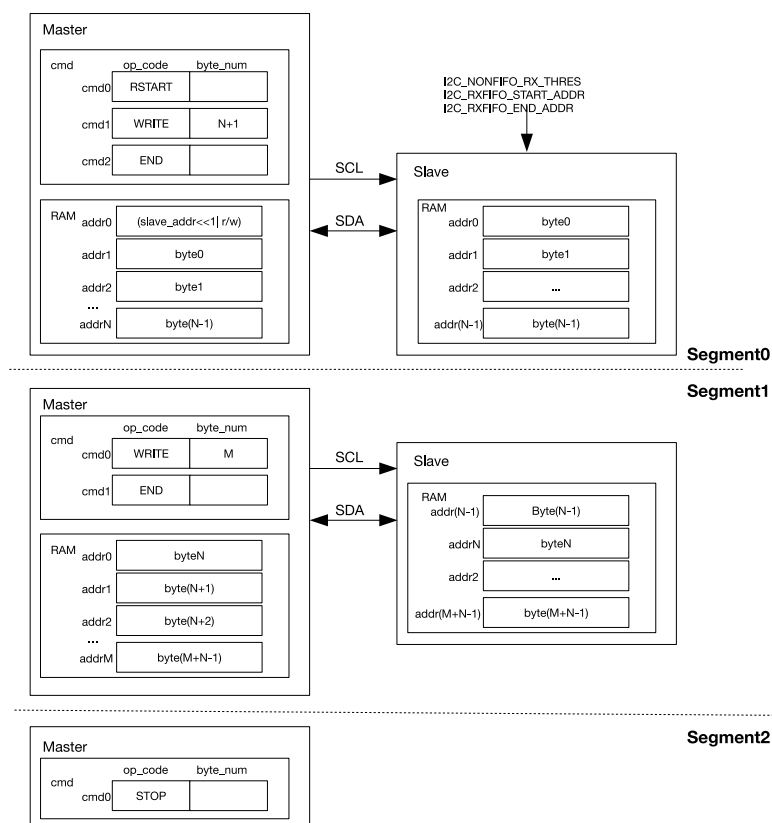 Master
cmd
op_code byte_num
cmd0 RSTART
cmd1 WRITE N+1
cmd2 END
RAM
addr0 (slave_addr<<1| r/w)
addr1 byte0
addr2 byte1
...
addrN byte(N-1)
SCL
SDA
I2C_NONFIFO_RX_THRES
I2C_RXFIFO_START_ADDR
I2C_RXFIFO_END_ADDR
Slave
RAM
addr0 byte0
addr1 byte1
addr2 ...
addr(N-1) byte(N-1)
Segment0
Segment1
Master
op_code byte_num
cmd
cmd0 WRITE M
cmd1 END
RAM
addr0 byteN
addr1 byte(N+1)
addr2 byte(N+2)
...
addrM byte(M+N-1)
SCL
SDA
Slave
RAM
addr(N-1) Byte(N-1)
addrN byteN
addr2 ...
addr(M+N-1) byte(M+N-1)
Segment2
Master
op_code byte_num
cmd
cmd0 STOP